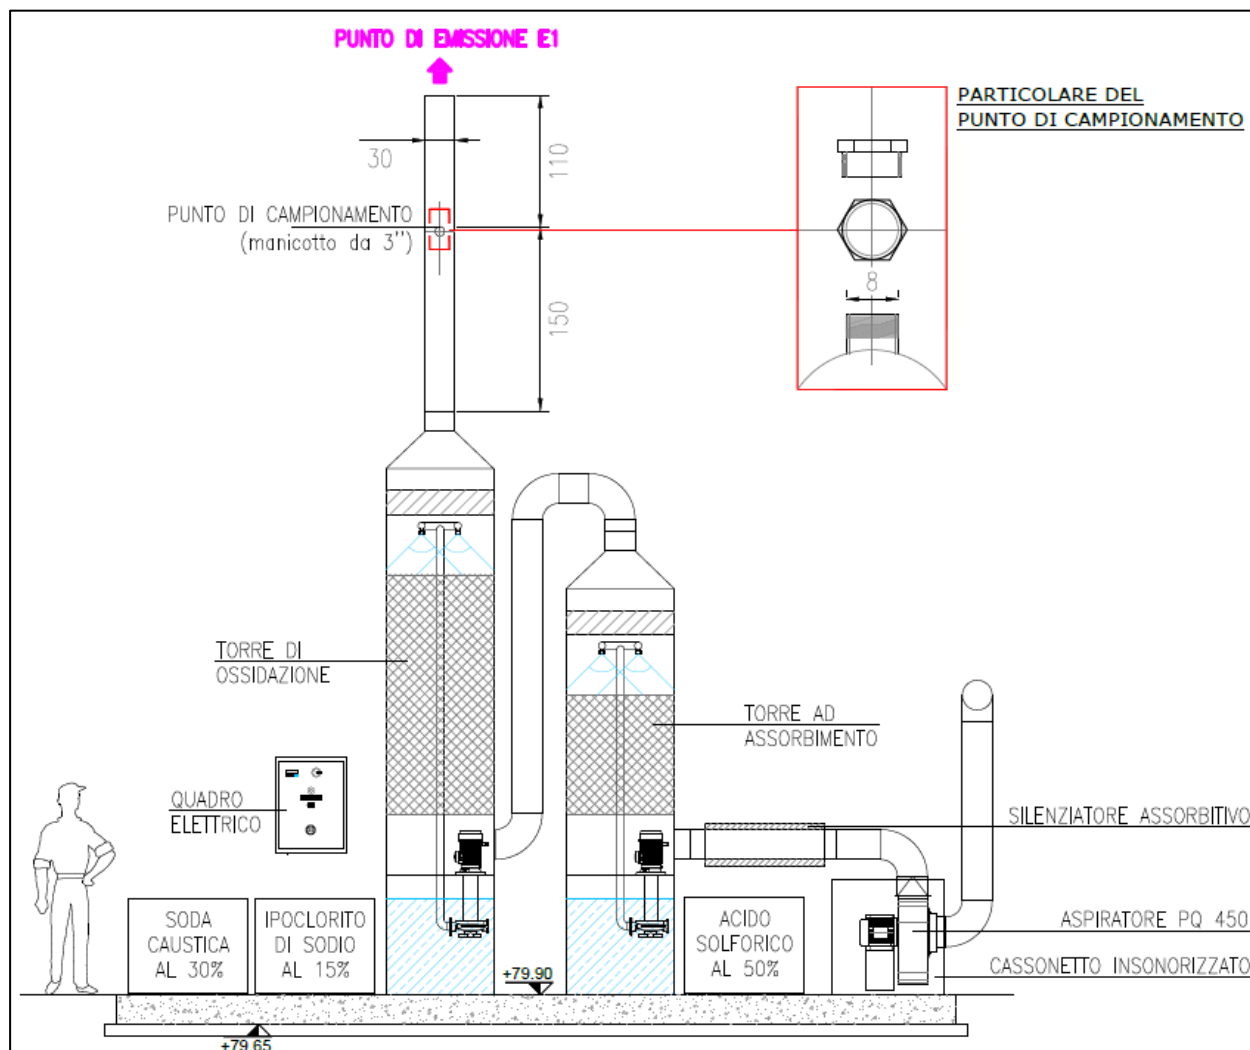 PUNTO DI EMISSIONE E1
PARTICOLARE DEL
PUNTO DI CAMPIONAMENTO
30
110
PUNTO DI CAMPIONAMENTO
(manicotto da 3")
8
150
TORRE DI
OSSIDAZIONE
TORRE AD
ASSORBIMENTO
QUADRO
ELETTRICO
SILENZIATORE ASSORBITIVO
SODA
CAUSTICA
AL 30%
IPOCLORITO
DI SODIO
AL 15%
ACIDO
SOLFORICO
AL 50%
ASPIRATORE PQ 450
CASSONETTO INSONORIZZATO
+79.90
+79.65